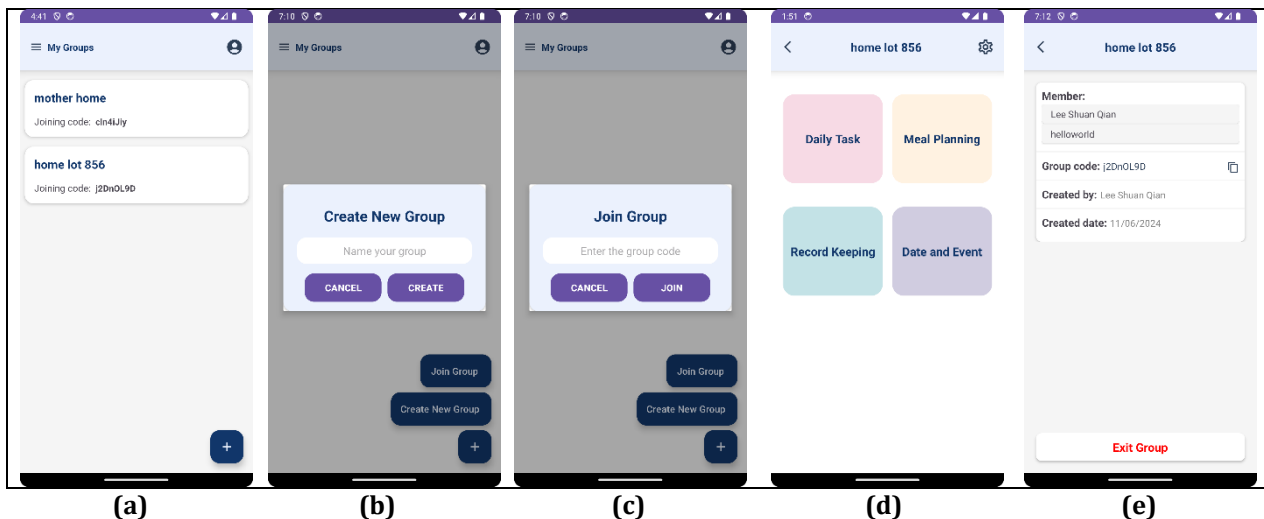 4:41
My Groups
mother home
Joining code: cln4iJiy
home lot 856
Joining code: j2DnOL9D
+
(a)
7:10
My Groups
Create New Group
Name your group
CANCEL CREATE
Join Group
Create New Group
+
(b)
7:10
My Groups
Join Group
Enter the group code
CANCEL JOIN
Join Group
Create New Group
+
(c)
1:51
home lot 856
Daily Task Meal Planning
Record Keeping Date and Event
(d)
7:12
home lot 856
Member:
Lee Shuan Qian
helloworld
Group code: j2DnOL9D
Created by: Lee Shuan Qian
Created date: 11/06/2024
Exit Group
(e)